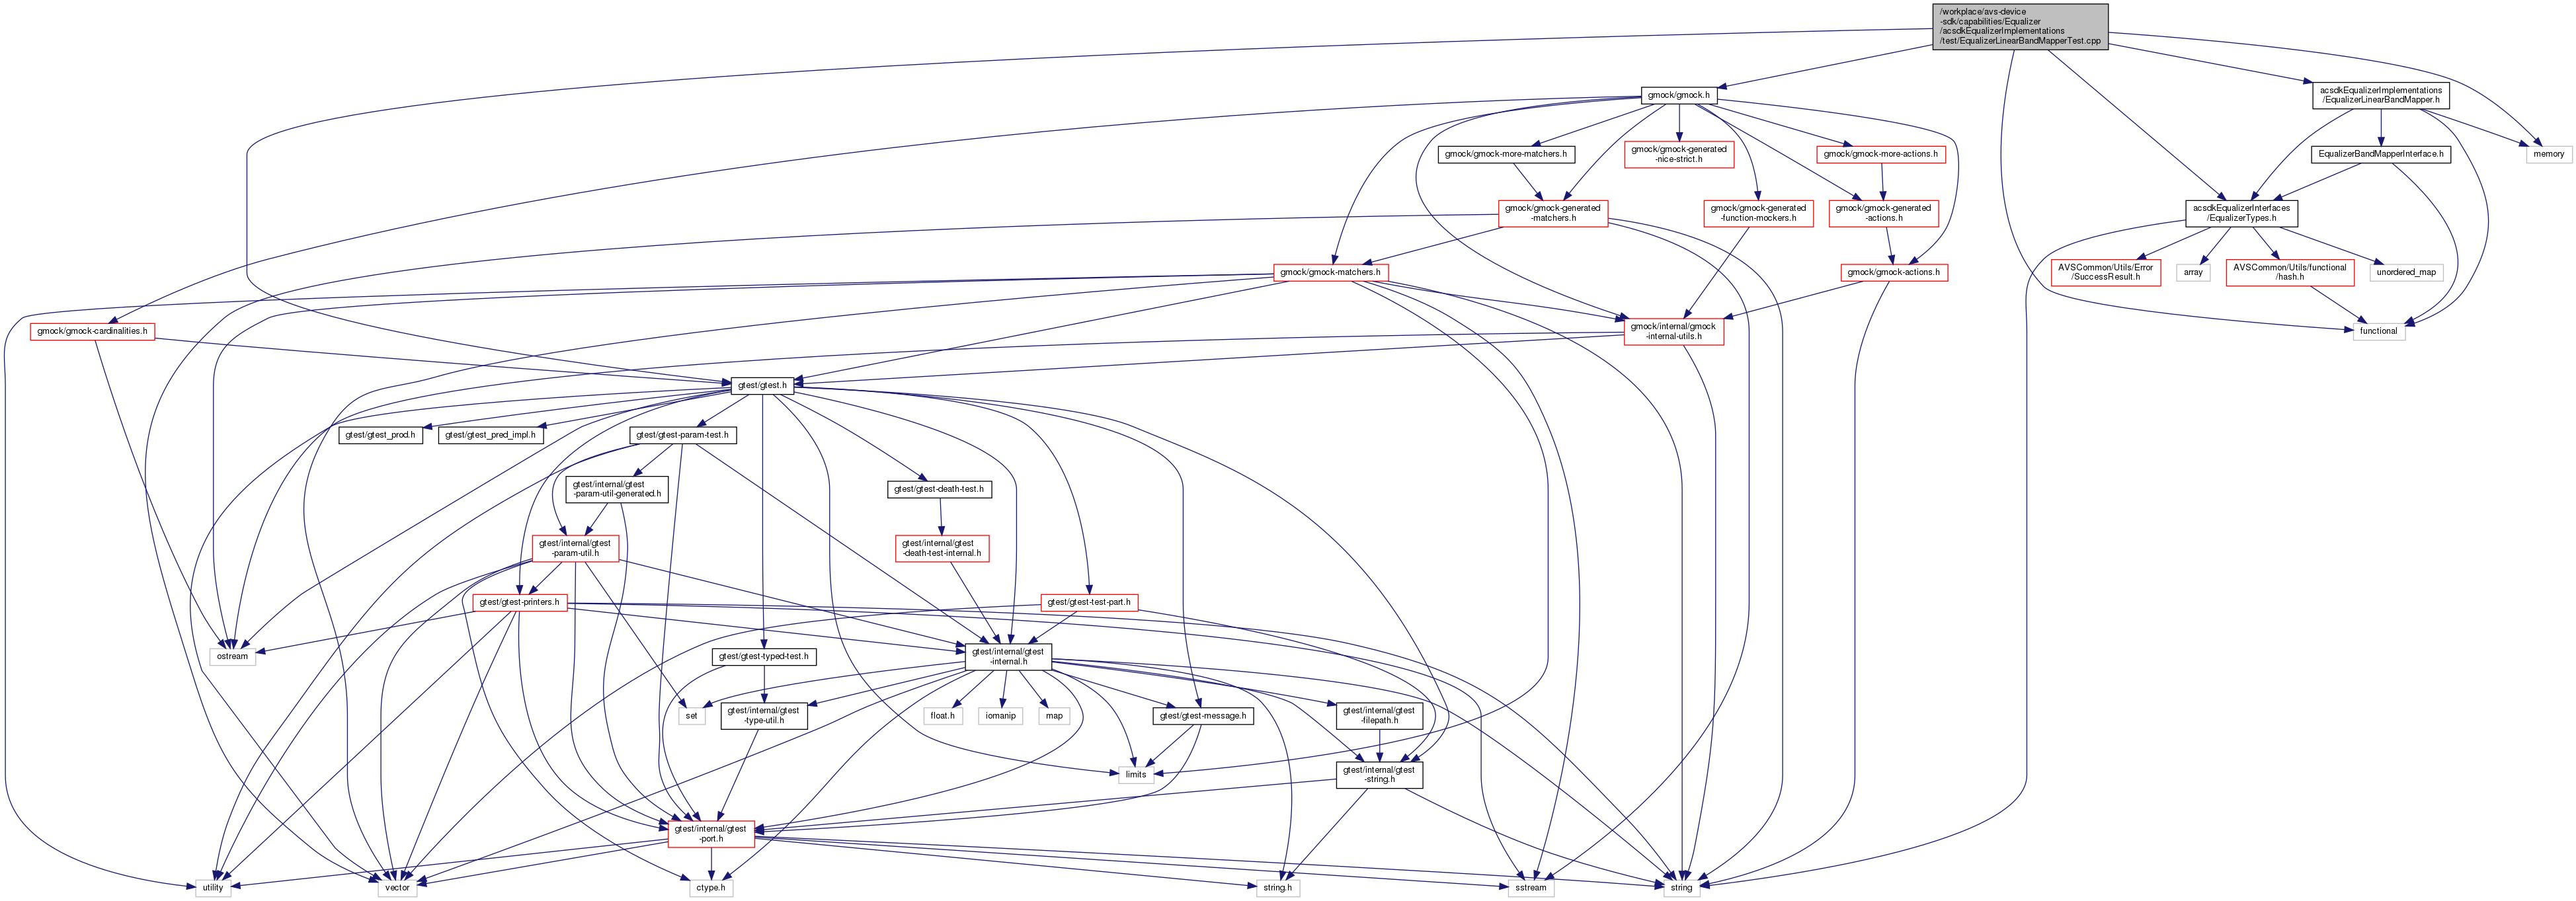 /workplace/avs-device
-sdk/capabilities/Equalizer
/acsdkEqualizerImplementations
/test/EqualizerLinearBandMapperTest.cpp
gmock/gmock.h
acsdkEqualizerImplementations
/EqualizerLinearBandMapper.h
gmock/gmock-more-matchers.h
gmock/gmock-generated
-nice-strict.h
gmock/gmock-more-actions.h
EqualizerBandMapperInterface.h
memory
gmock/gmock-generated
-matchers.h
gmock/gmock-generated
-function-mockers.h
gmock/gmock-generated
-actions.h
acsdkEqualizerInterfaces
/EqualizerTypes.h
gmock/gmock-matchers.h
gmock/gmock-actions.h
AVSCommon/Utils/Error
/SuccessResult.h
array
AVSCommon/Utils/functional
/hash.h
unordered_map
gmock/gmock-cardinalities.h
gmock/internal/gmock
-internal-utils.h
functional
gtest/gtest.h
gtest/gtest_prod.h
gtest/gtest_pred_impl.h
gtest/gtest-param-test.h
gtest/internal/gtest
-param-util-generated.h
gtest/gtest-death-test.h
gtest/internal/gtest
-param-util.h
gtest/internal/gtest
-death-test-internal.h
gtest/gtest-printers.h
gtest/gtest-test-part.h
ostream
gtest/gtest-typed-test.h
gtest/internal/gtest
-internal.h
set
gtest/internal/gtest
-type-util.h
float.h
iomanip
map
gtest/gtest-message.h
gtest/internal/gtest
-filepath.h
limits
gtest/internal/gtest
-string.h
gtest/internal/gtest
-port.h
utility
vector
ctype.h
string.h
sstream
string